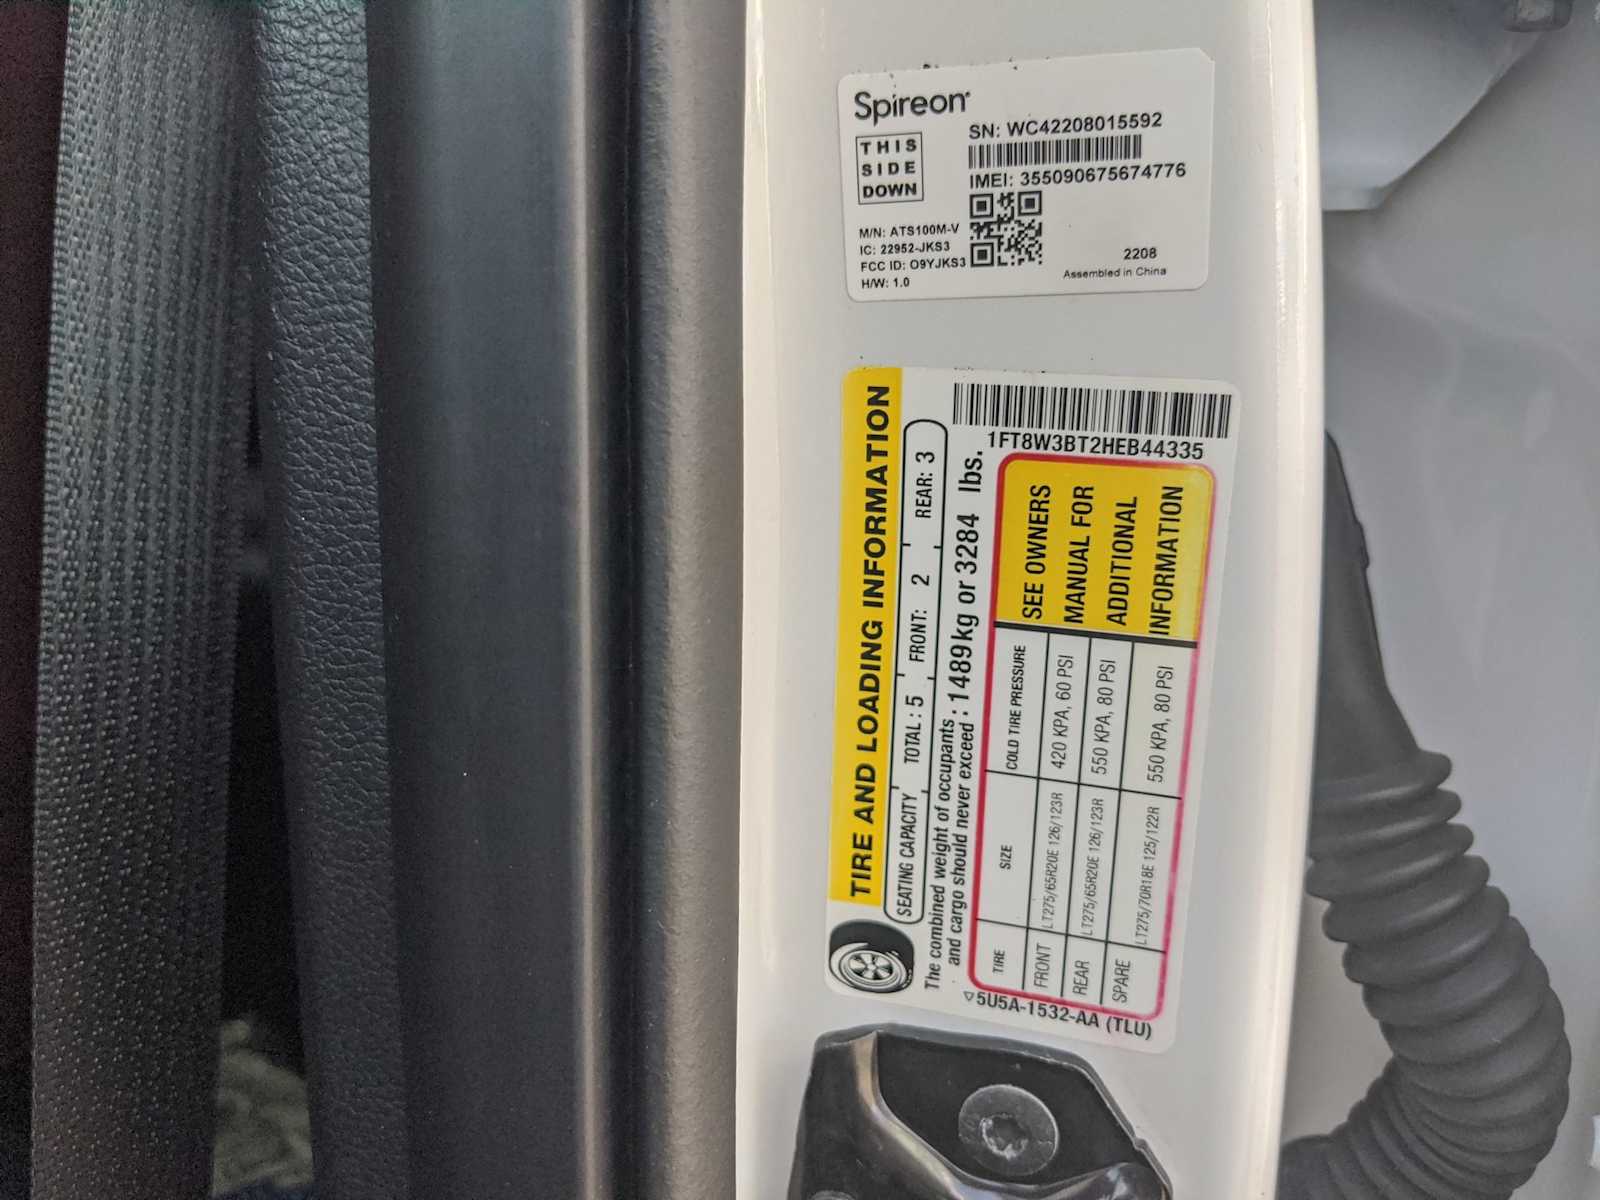 Spireon
THIS
SIDE
DOWN
SN: WC42208015592
IMEI: 355090675674776
M/N: ATS100M-V
IC: 22952-JKS3
FCC ID: O9YJKS3
H/W: 1.0
2208
Assembled in China
1FT8W3BT2HEB44335
TIRE AND LOADING INFORMATION
SEATING CAPACITY TOTAL: 5 FRONT: 2 REAR: 3
The combined weight of occupants
and cargo should never exceed : 1489kg or 3284 lbs.
TIRE SIZE COLD TIRE PRESSURE
FRONT LT275/65R20E 126/123R 420 KPA, 60 PSI
REAR LT275/65R20E 126/123R 550 KPA, 80 PSI
SPARE LT275/70R18E 125/122R 550 KPA, 80 PSI
SEE OWNERS
MANUAL FOR
ADDITIONAL
INFORMATION
▽5U5A-1532-AA (TLU)